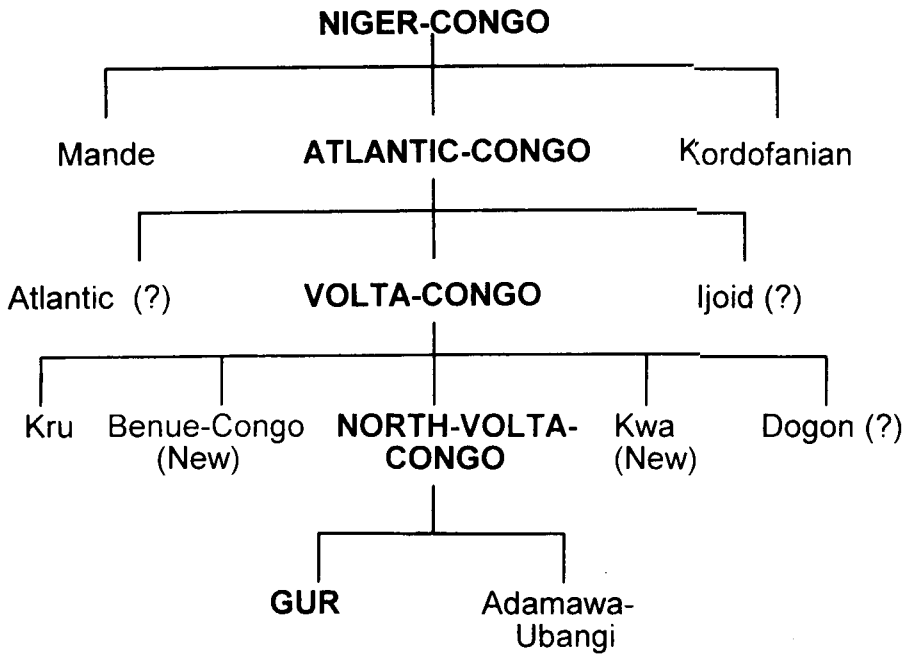 NIGER-CONGO
Mande ATLANTIC-CONGO Kordofanian
Atlantic (?) VOLTA-CONGO Ijoid (?)
Kru Benue-Congo NORTH-VOLTA- Kwa Dogon (?)
(New) CONGO (New)
GUR Adamawa-
Ubangi